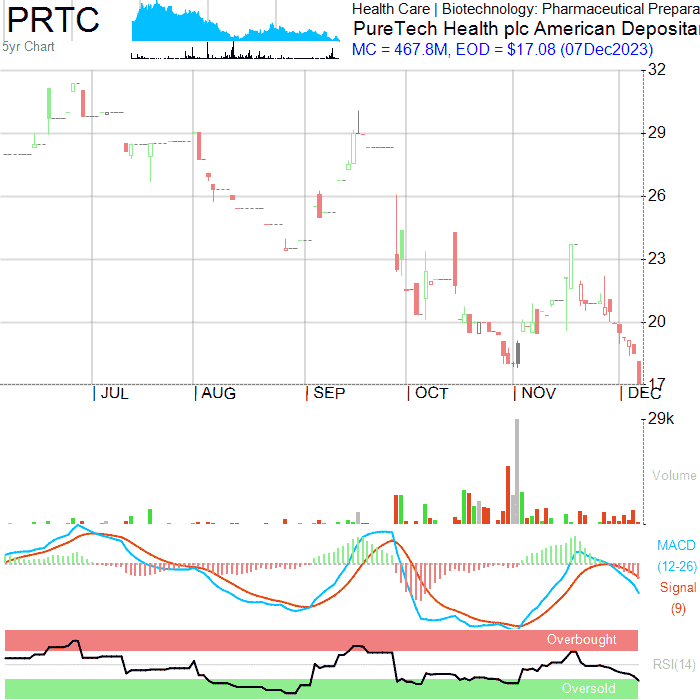 PRTC
5yr Chart
Health Care | Biotechnology: Pharmaceutical Prepara
PureTech Health plc American Depositar
MC = 467.8M, EOD = $17.08 (07Dec2023)
32
29
26
23
20
17
JUL
AUG
SEP
OCT
NOV
DEC
29k
Volume
MACD
(12-26)
Signal
(9)
Overbought
RSI(14)
Oversold